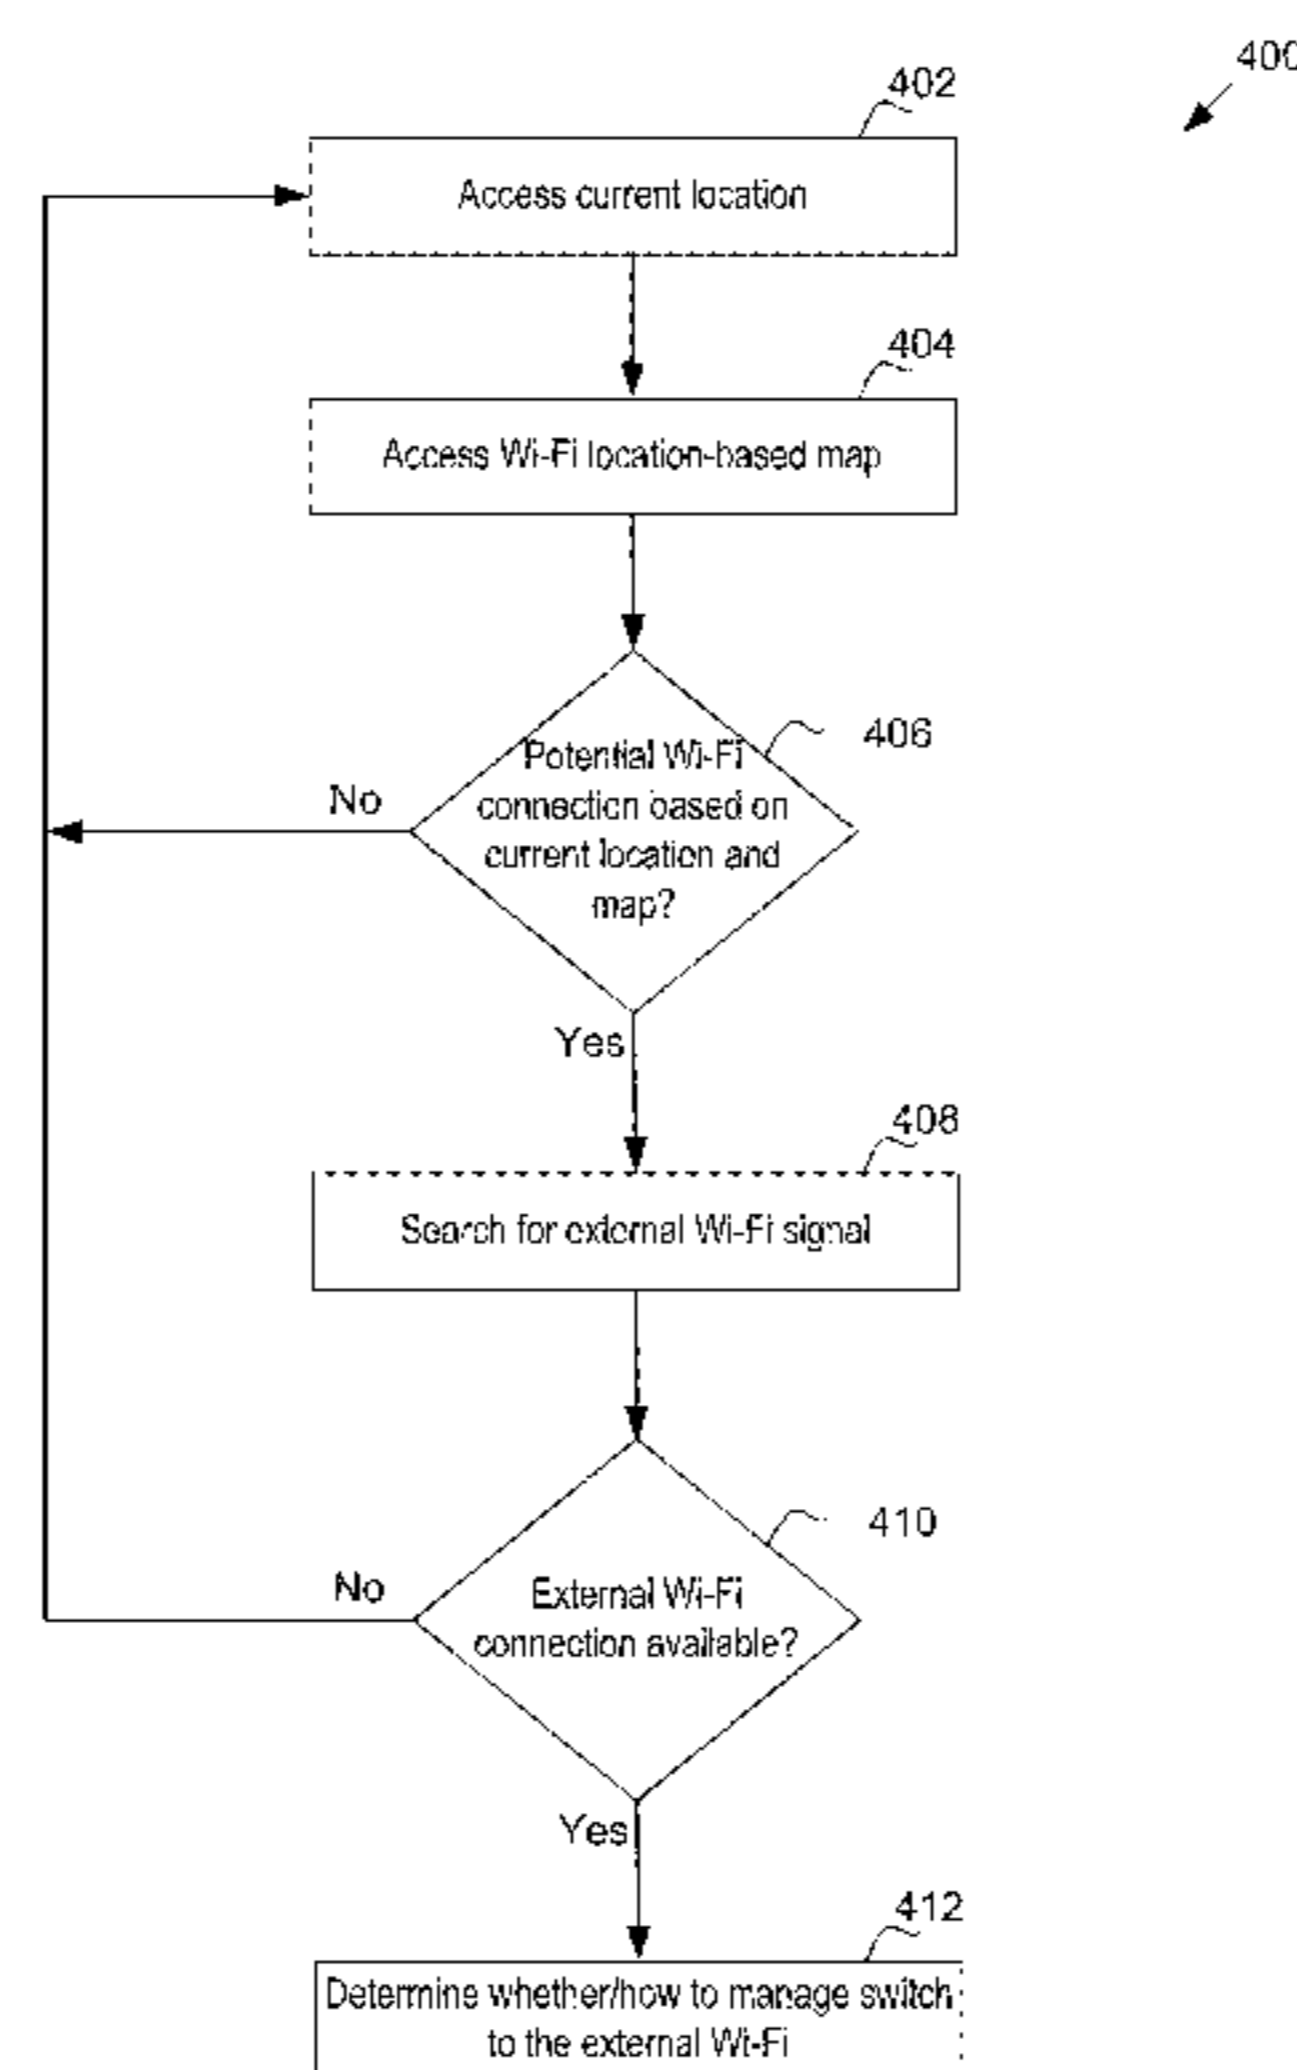 400
402
Access current location
404
Access Wi-Fi location-based map
406
Potential Wi-Fi
connection based on
current location and
map?
No
Yes
408
Search for external Wi-Fi signal
410
External Wi-Fi
connection available?
No
Yes
412
Determine whether/how to manage switch
to the external Wi-Fi